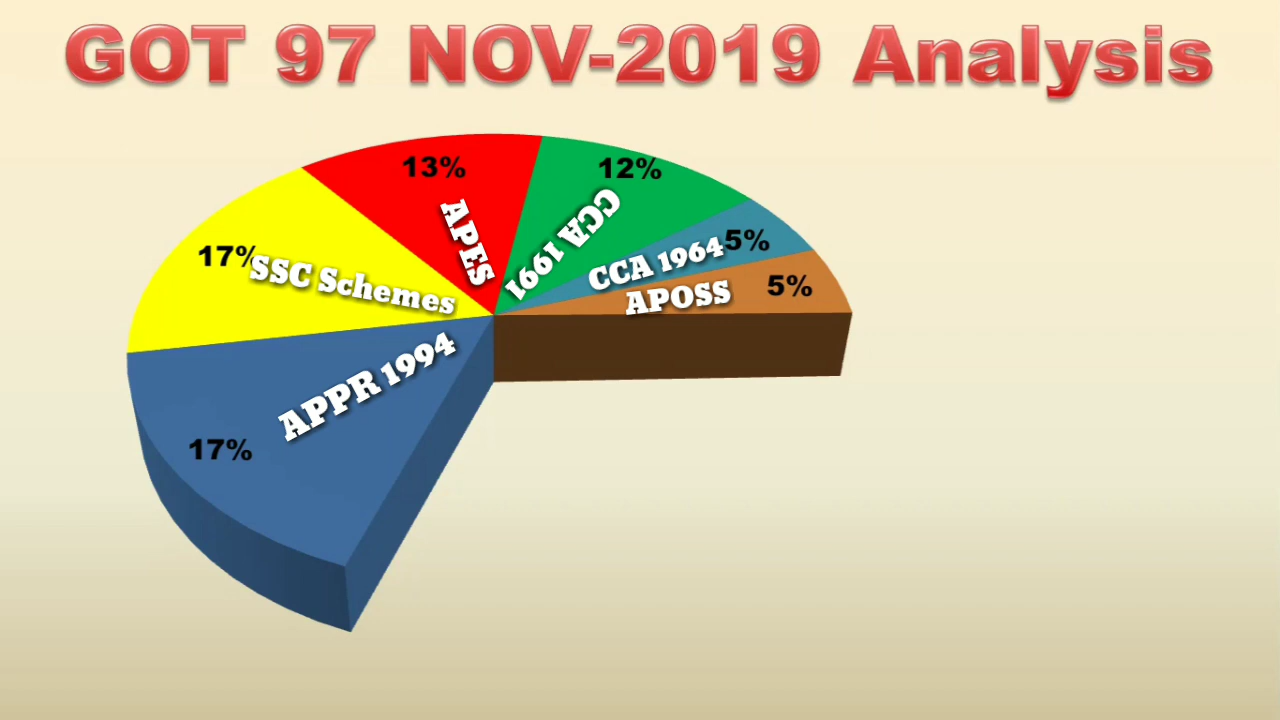 GOT 97 NOV-2019 Analysis
13%
APES
12%
CCA 1991
17%
SSC Schemes
CCA 1964
5%
APOSS
5%
APPR 1994
17%